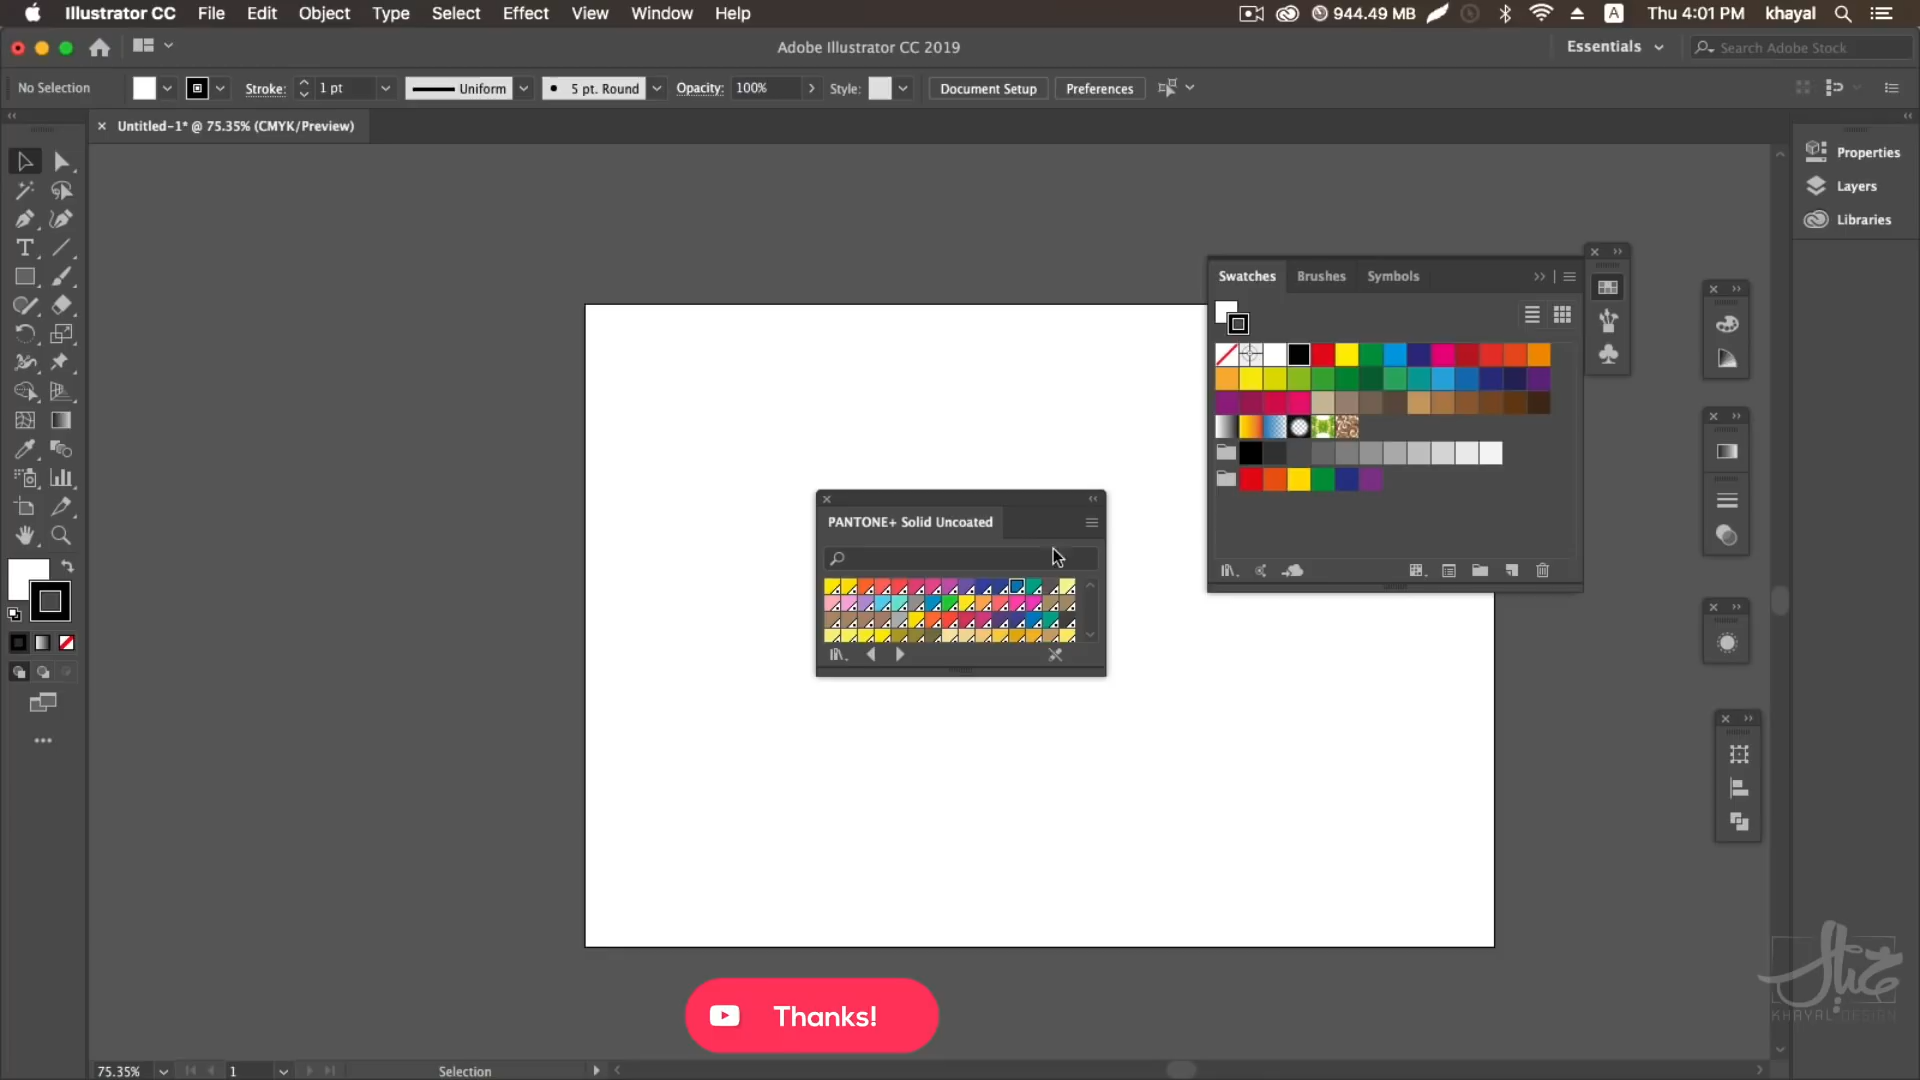 Illustrator CC File Edit Object Type Select Effect View Window Help 944.49 MB A Thu 4:01 PM khayal
Adobe Illustrator CC 2019 Essentials Search Adobe Stock
No Selection Stroke: 1 pt Uniform 5 pt. Round Opacity: 100% Style: Document Setup Preferences
Untitled-1* @ 75.35% (CMYK/Preview)
Properties
Layers
Libraries
Swatches Brushes Symbols
PANTONE+ Solid Uncoated
Thanks!
خيال
KHAYAL DESIGN
75.35% 1 Selection